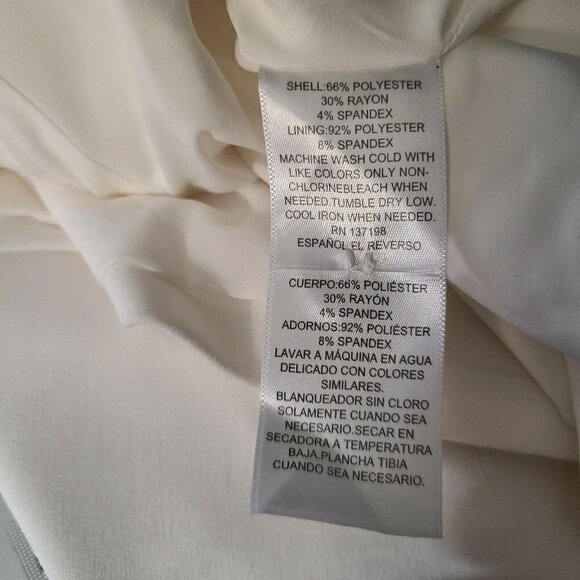 SHELL:66% POLYESTER
30% RAYON
4% SPANDEX
LINING:92% POLYESTER
8% SPANDEX
MACHINE WASH COLD WITH
LIKE COLORS ONLY NON-
CHLORINEBLEACH WHEN
NEEDED.TUMBLE DRY LOW.
COOL IRON WHEN NEEDED.
RN 137198
ESPAÑOL EL REVERSO
CUERPO:66% POLIÉSTER
30% RAYÓN
4% SPANDEX
ADORNOS:92% POLIÉSTER
8% SPANDEX
LAVAR A MÁQUINA EN AGUA
DELICADO CON COLORES
SIMILARES.
BLANQUEADOR SIN CLORO
SOLAMENTE CUANDO SEA
NECESARIO.SECAR EN
SECADORA A TEMPERATURA
BAJA.PLANCHA TIBIA
CUANDO SEA NECESARIO.